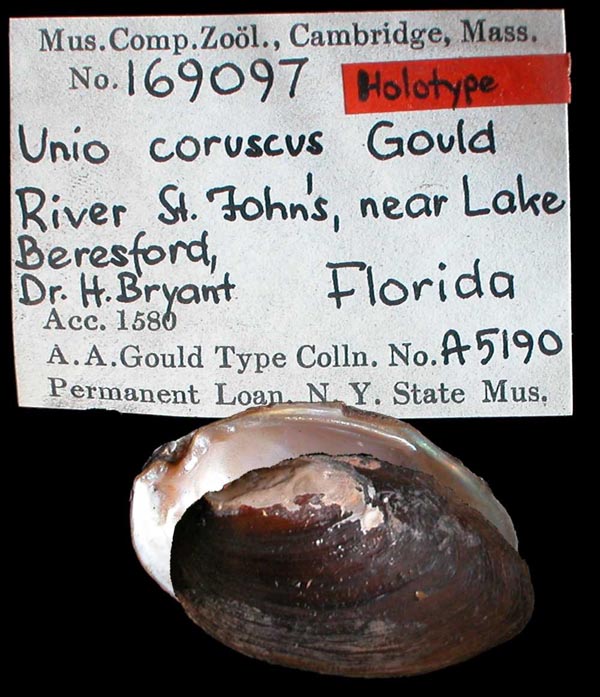 Mus.Comp.Zoöl., Cambridge, Mass.
No. 169097 Holotype
Unio coruscus Gould
River St. John's, near Lake
Beresford,
Dr. H. Bryant Florida
Acc. 1580
A.A.Gould Type Colln. No. A5190
Permanent Loan, N. Y. State Mus.